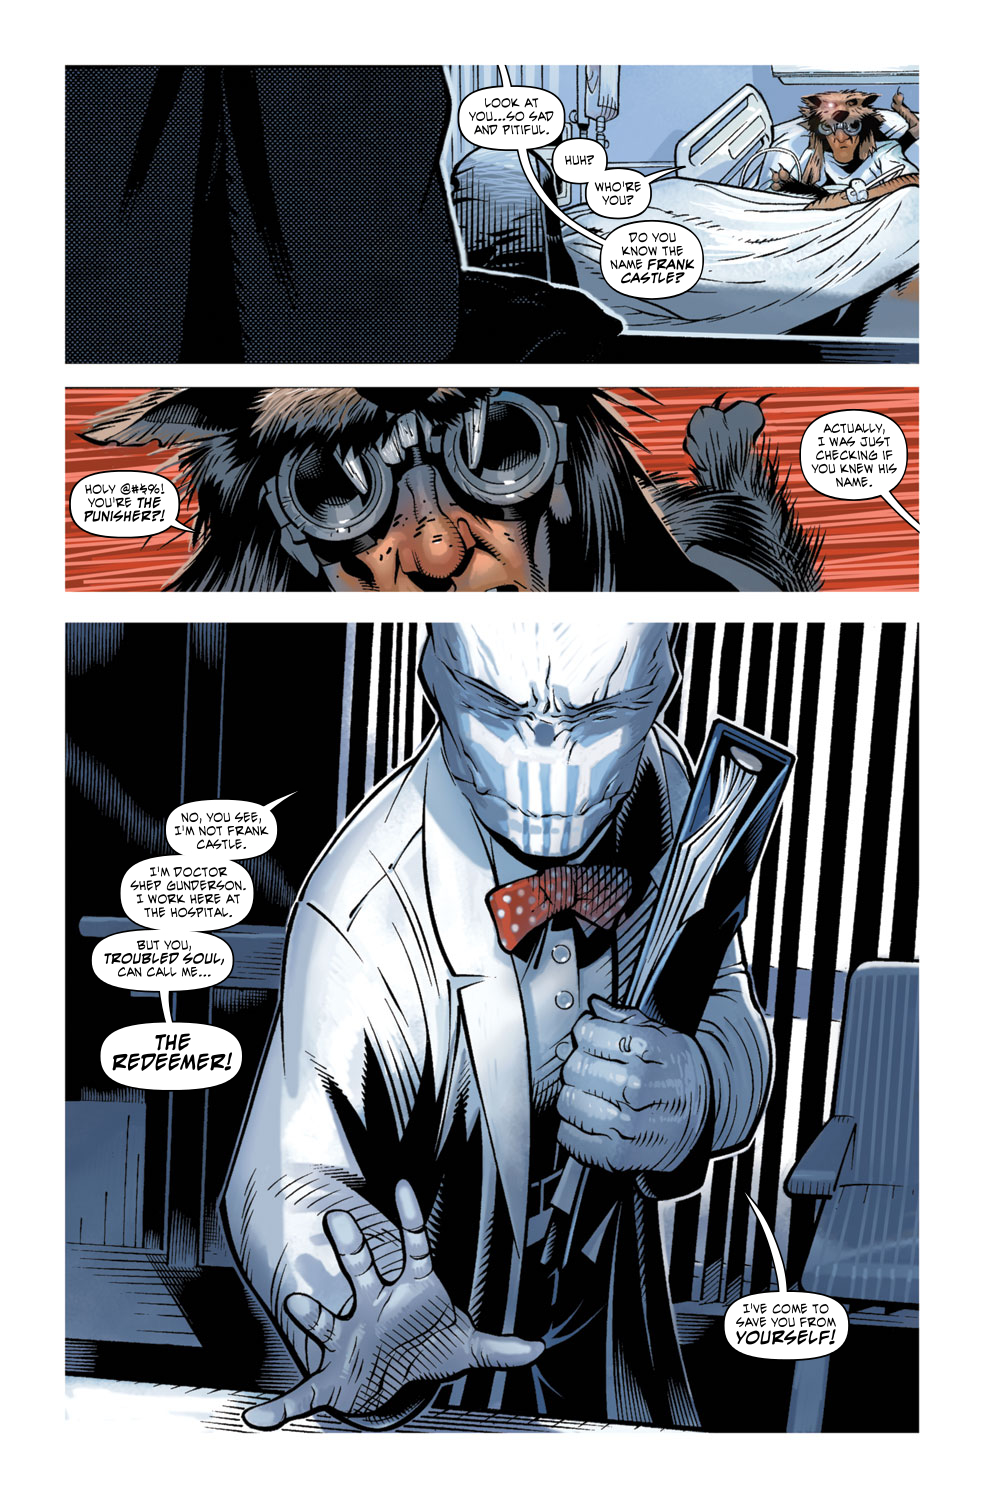 LOOK AT
YOU...SO SAD
AND PITIFUL.
HUH?
WHO'RE
YOU?
DO YOU
KNOW THE
NAME FRANK
CASTLE?
HOLY @#$%!
YOU'RE THE
PUNISHER?!
ACTUALLY,
I WAS JUST
CHECKING IF
YOU KNEW HIS
NAME.
NO, YOU SEE,
I'M NOT FRANK
CASTLE.
I'M DOCTOR
SHEP GUNDERSON.
I WORK HERE AT
THE HOSPITAL.
BUT YOU,
TROUBLED SOUL,
CAN CALL ME...
THE
REDEEMER!
I'VE COME TO
SAVE YOU FROM
YOURSELF!